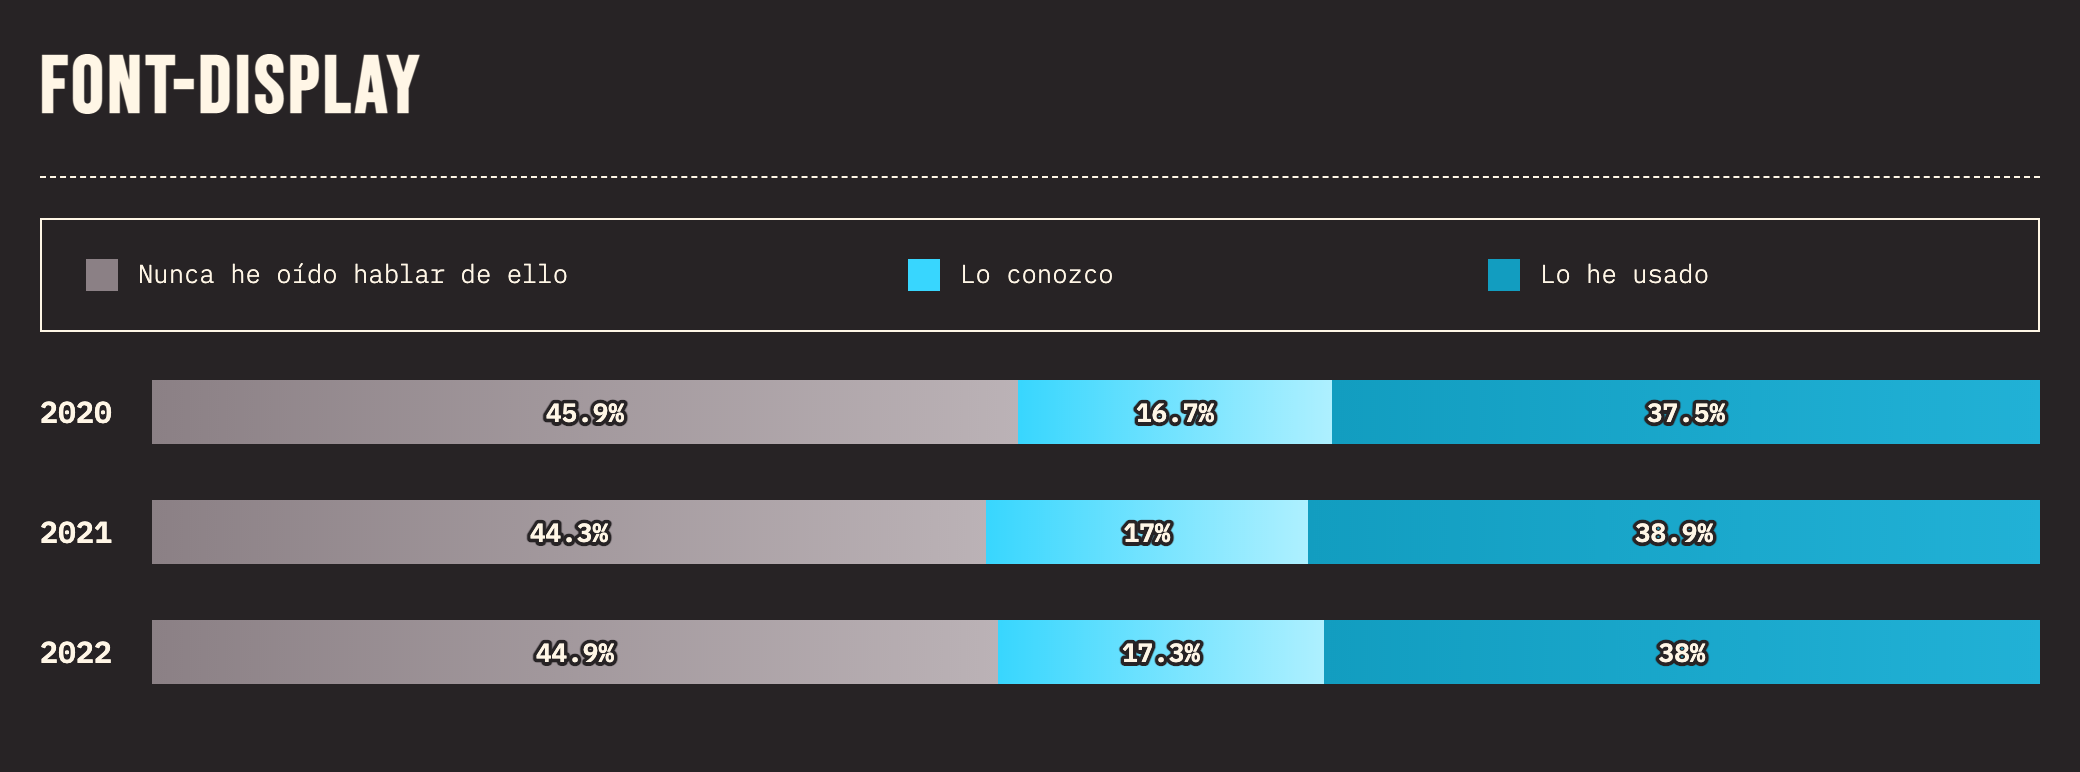 FONT-DISPLAY
Nunca he oído hablar de ello Lo conozco Lo he usado
2020 45.9% 16.7% 37.5%
2021 44.3% 17% 38.9%
2022 44.9% 17.3% 38%